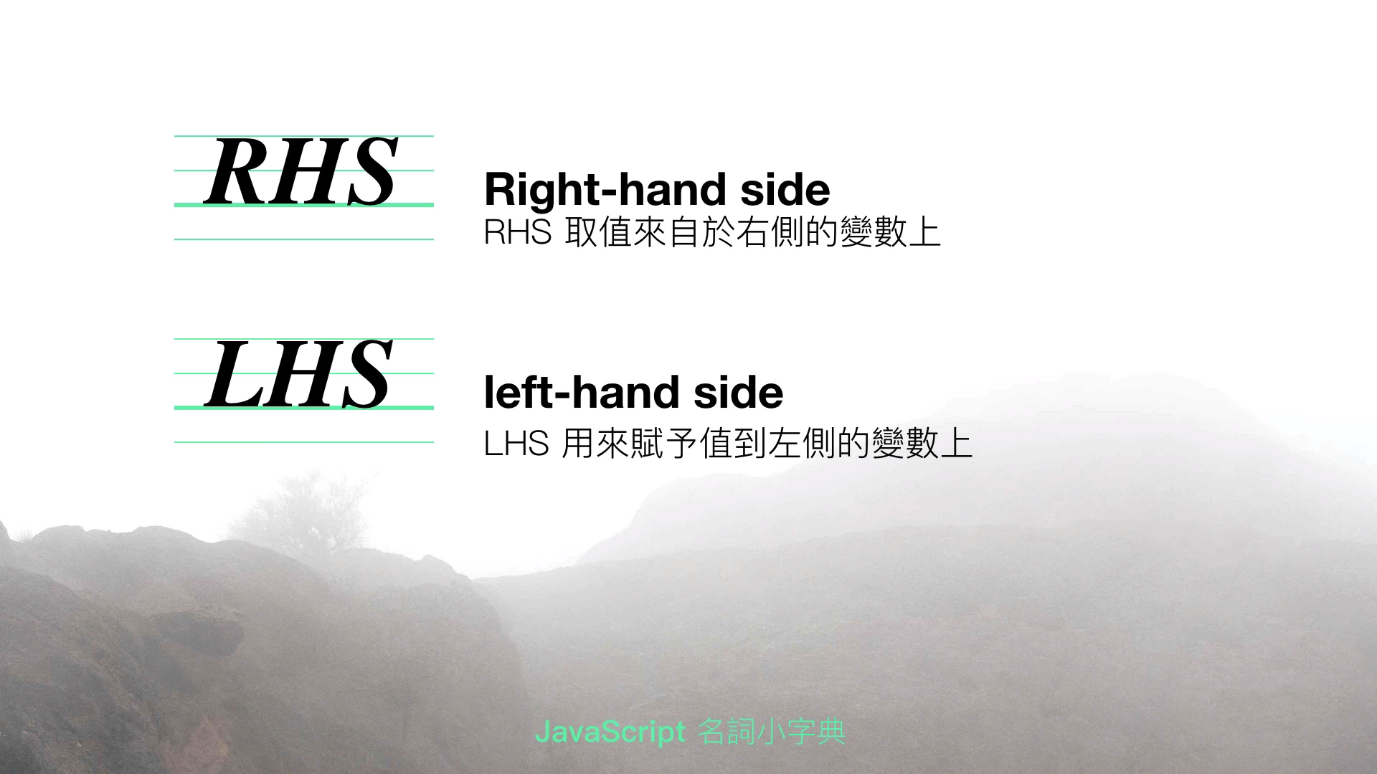 RHS
Right-hand side
RHS 取值來自於右側的變數上
LHS
left-hand side
LHS 用來賦予值到左側的變數上
JavaScript 名詞小字典